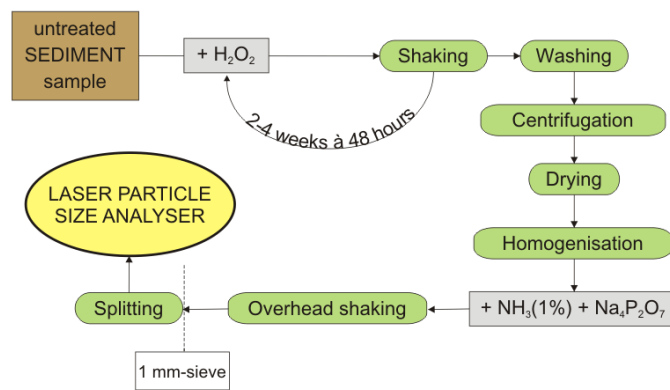 untreated
SEDIMENT
sample
+ H₂O₂
Shaking
Washing
2-4 weeks à 48 hours
Centrifugation
Drying
Homogenisation
+ NH₃(1%) + Na₄P₂O₇
Overhead shaking
Splitting
1 mm-sieve
LASER PARTICLE
SIZE ANALYSER